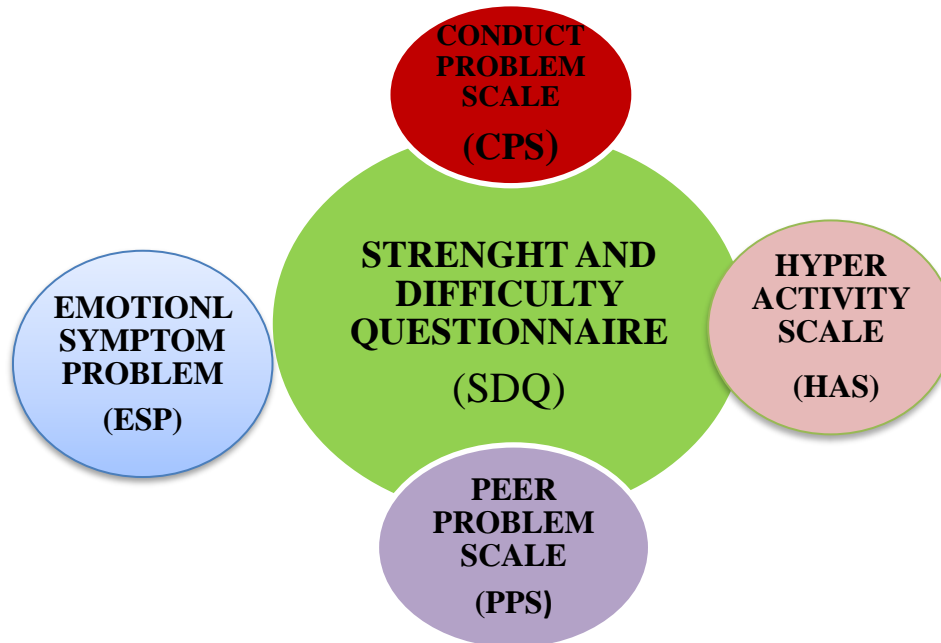 CONDUCT
PROBLEM
SCALE
(CPS)
STRENGHT AND
DIFFICULTY
QUESTIONNAIRE
(SDQ)
HYPER
ACTIVITY
SCALE
(HAS)
EMOTIONL
SYMPTOM
PROBLEM
(ESP)
PEER
PROBLEM
SCALE
(PPS)